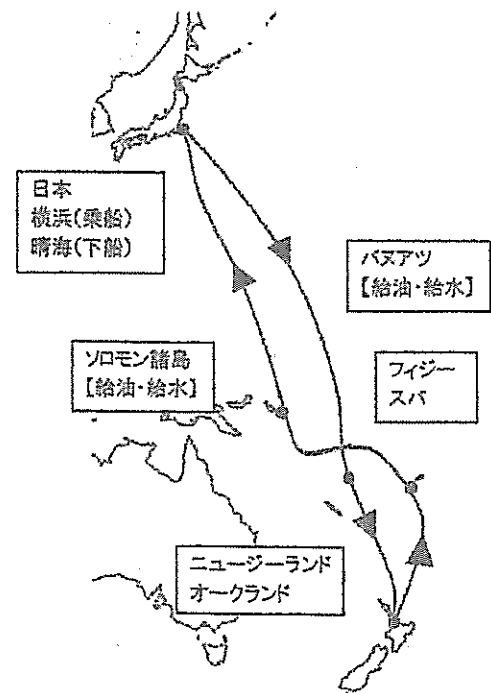 日本
横浜(乗船)
晴海(下船)
バヌアツ
【給油・給水】
ソロモン諸島
【給油・給水】
フィジー
スバ
ニュージーランド
オークランド